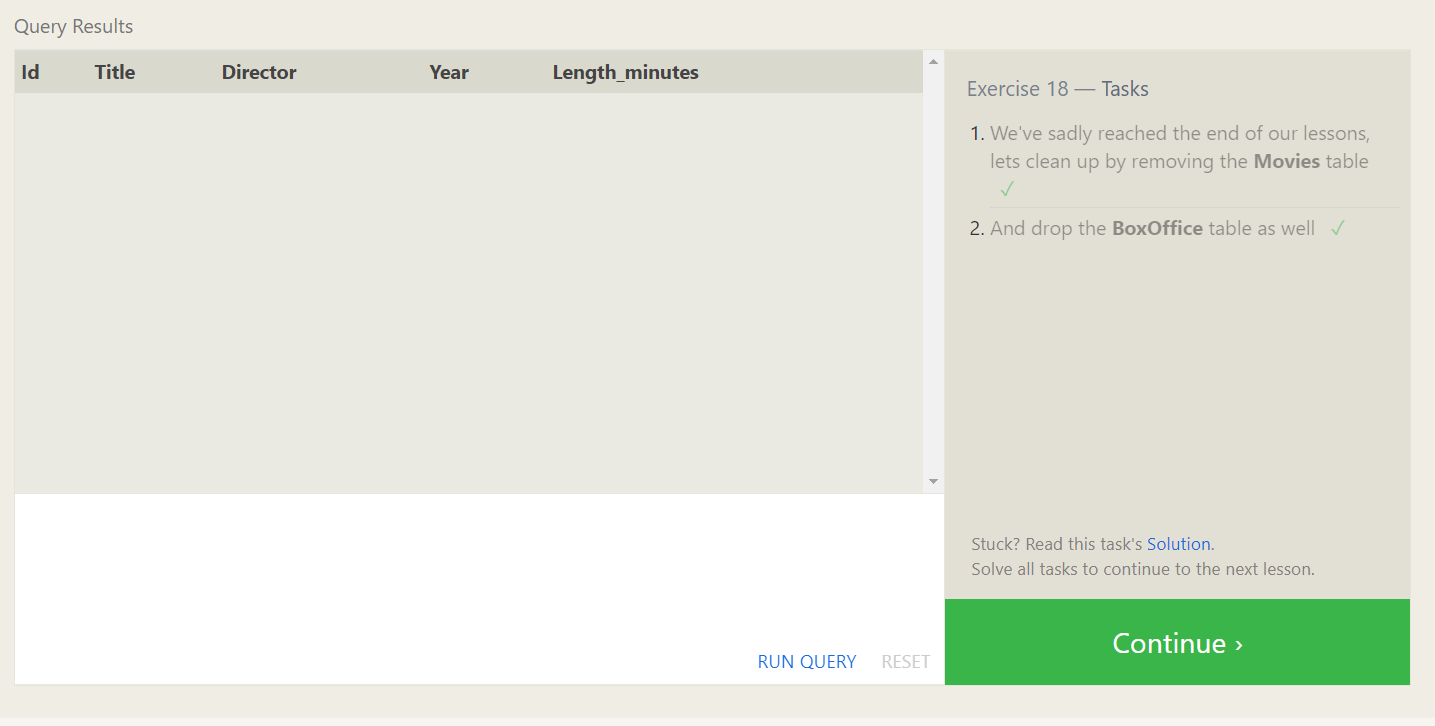 Query Results
Id Title Director Year Length_minutes
Exercise 18 — Tasks
1. We've sadly reached the end of our lessons,
lets clean up by removing the Movies table
✓
2. And drop the BoxOffice table as well ✓
Stuck? Read this task's Solution.
Solve all tasks to continue to the next lesson.
RUN QUERY RESET
Continue ›